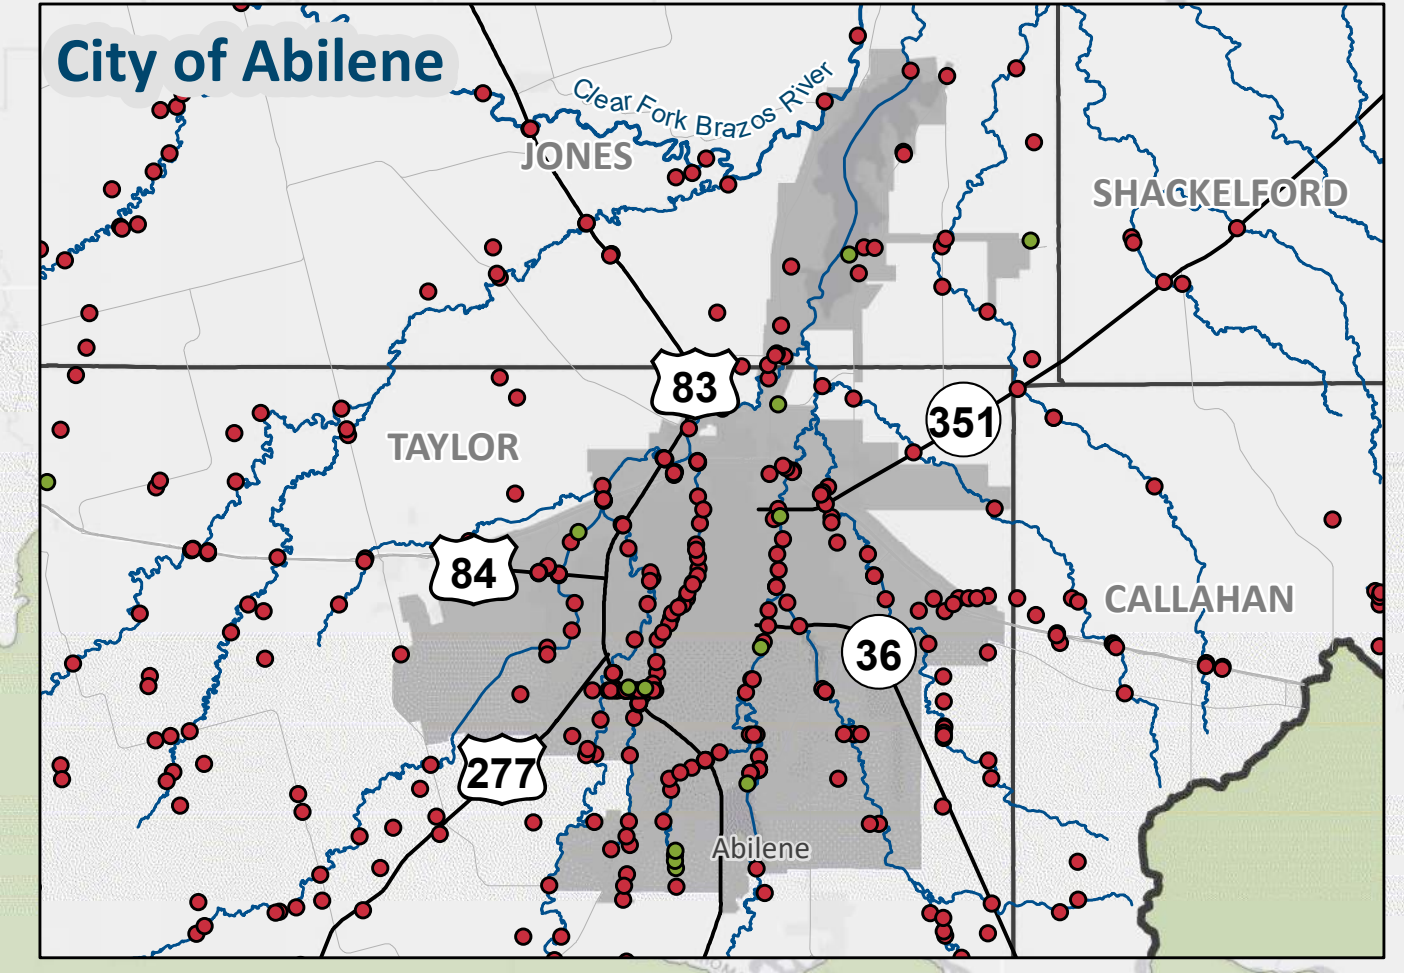 City of Abilene
Clear Fork Brazos River
JONES
SHACKELFORD
83
351
TAYLOR
84
CALLAHAN
36
277
Abilene